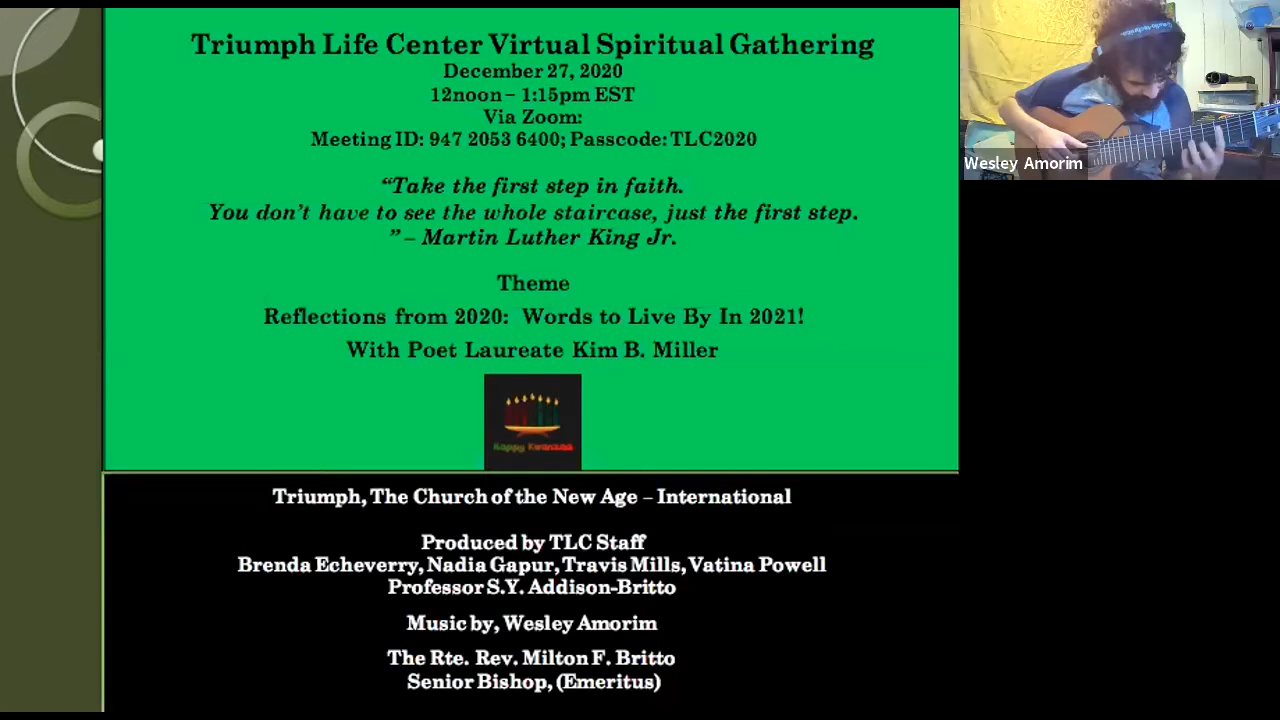 Triumph Life Center Virtual Spiritual Gathering
December 27, 2020
12noon – 1:15pm EST
Via Zoom:
Meeting ID: 947 2053 6400; Passcode: TLC2020
“Take the first step in faith.
You don’t have to see the whole staircase, just the first step.
” – Martin Luther King Jr.
Theme
Reflections from 2020:  Words to Live By In 2021!
With Poet Laureate Kim B. Miller
Happy Kwanzaa
Triumph, The Church of the New Age – International
Produced by TLC Staff
Brenda Echeverry, Nadia Gapur, Travis Mills, Vatina Powell
Professor S.Y. Addison-Britto
Music by, Wesley Amorim
The Rte. Rev. Milton F. Britto
Senior Bishop, (Emeritus)
Wesley Amorim